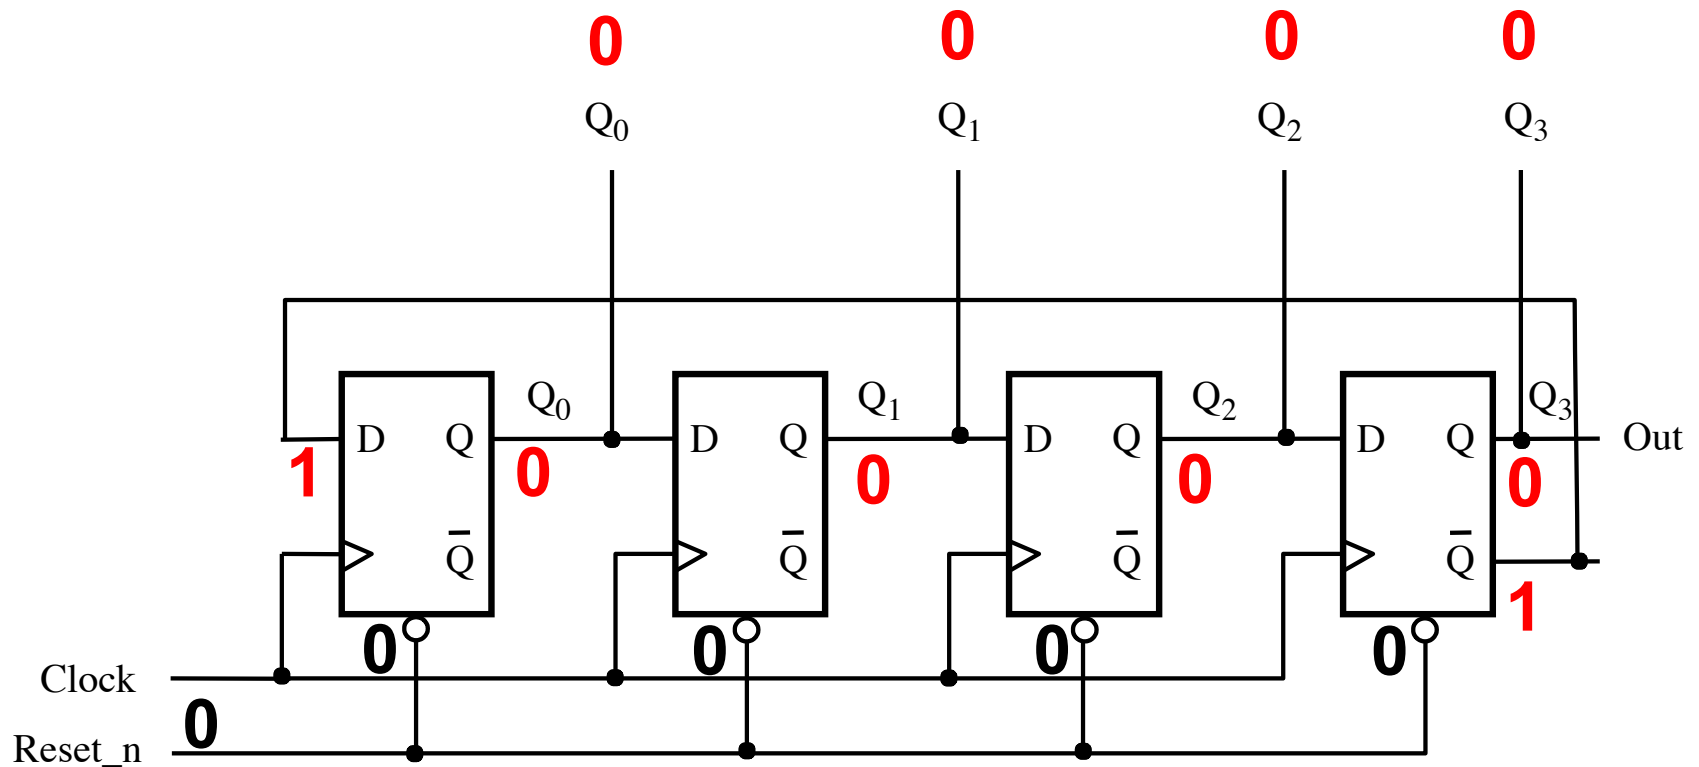 0 0 0 0
Q0 Q1 Q2 Q3
Q0 Q1 Q2 Q3
D Q D Q D Q D Q Out
1 0 0 0 0
Q̅ Q̅ Q̅ Q̅
1
0 0 0 0
Clock
0
Reset_n